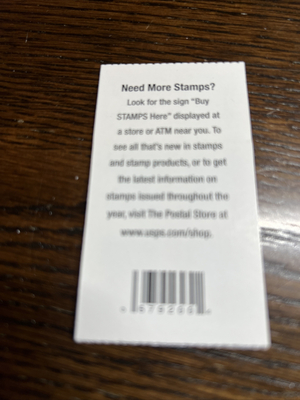 Need More Stamps?
Look for the sign "Buy
STAMPS Here" displayed at
a store or ATM near you. To
see all that's new in stamps
and stamp products, or to get
the latest information on
stamps issued throughout the
year, visit The Postal Store at
www.usps.com/shop.